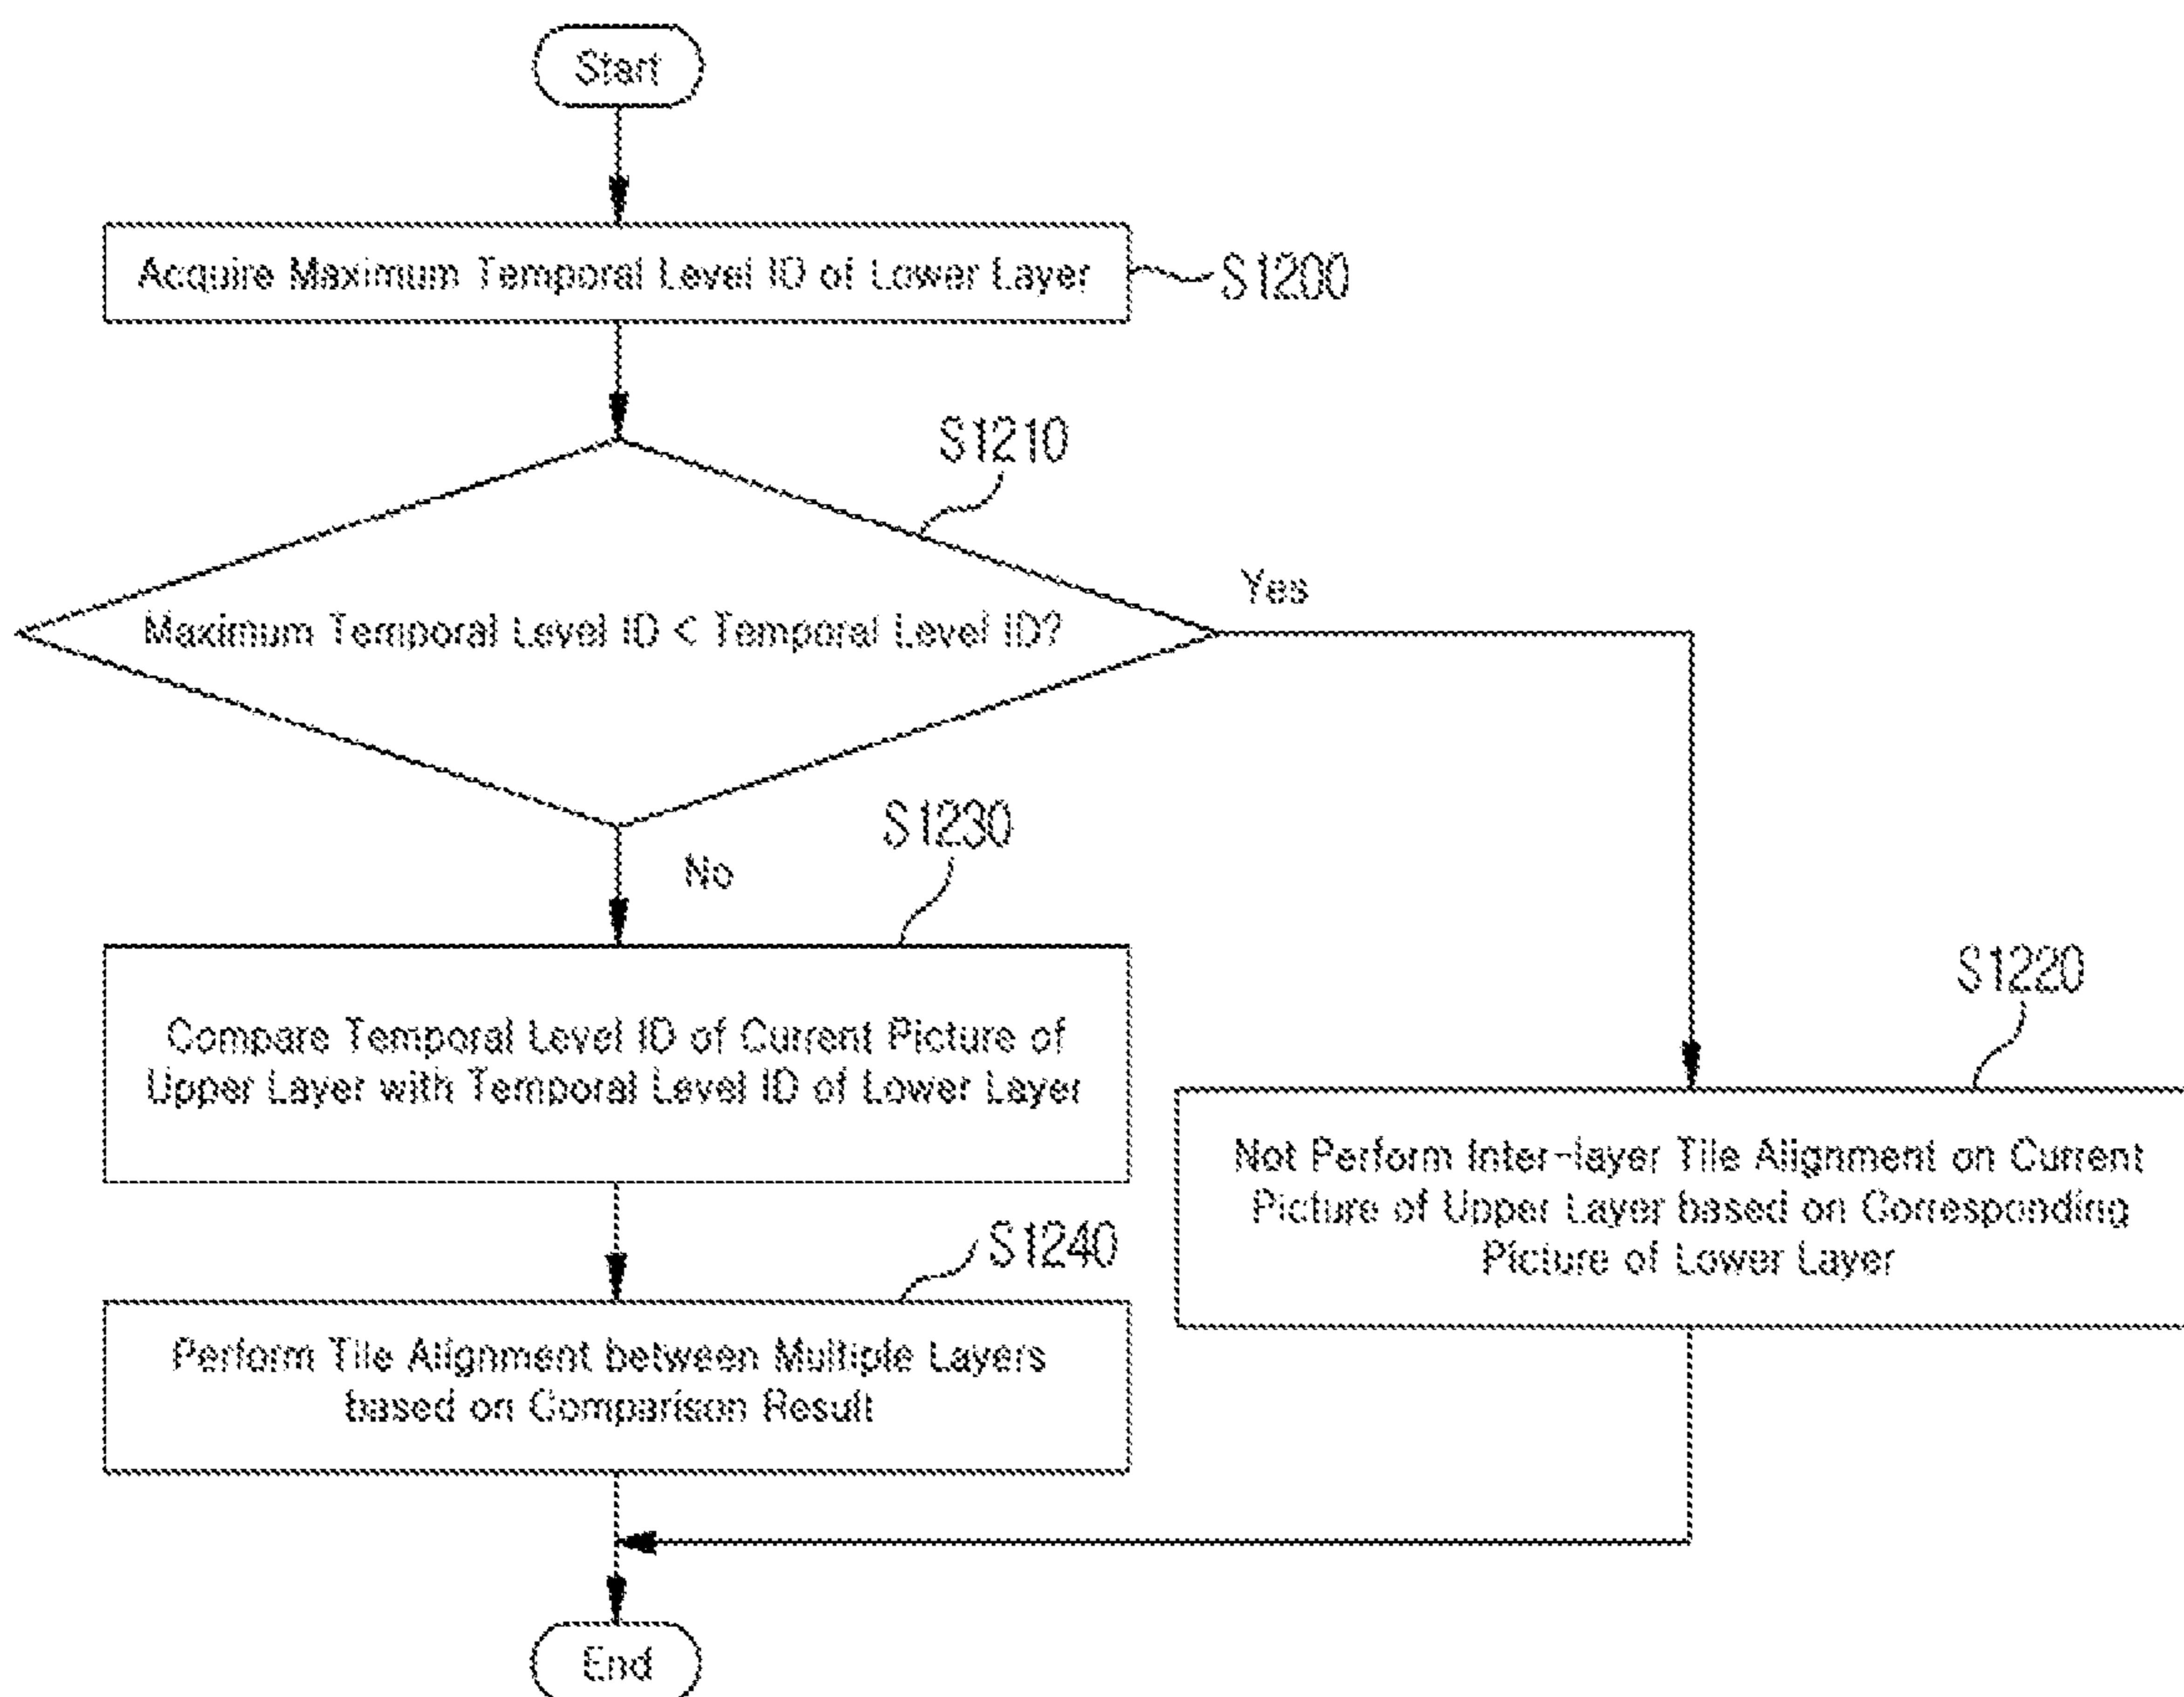 Start
Acquire Maximum Temporal Level ID of Lower Layer
S1200
S1210
Maximum Temporal Level ID < Temporal Level ID?
Yes
No
S1230
Compare Temporal Level ID of Current Picture of
Upper Layer with Temporal Level ID of Lower Layer
S1220
Not Perform Inter-layer Tile Alignment on Current
Picture of Upper Layer based on Corresponding
Picture of Lower Layer
S1240
Perform Tile Alignment between Multiple Layers
based on Comparison Result
End